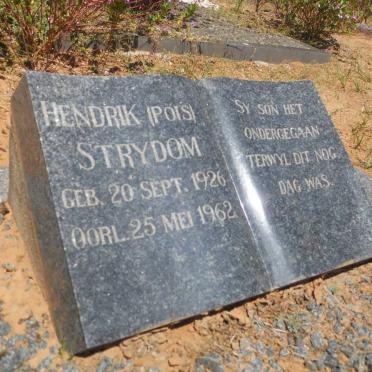 HENDRIK (POTS)
STRYDOM
GEB. 20 SEPT. 1926
OORL. 25 MEI 1962
SY SON HET
ONDERGEGAAN
TERWYL DIT NOG
DAG WAS.